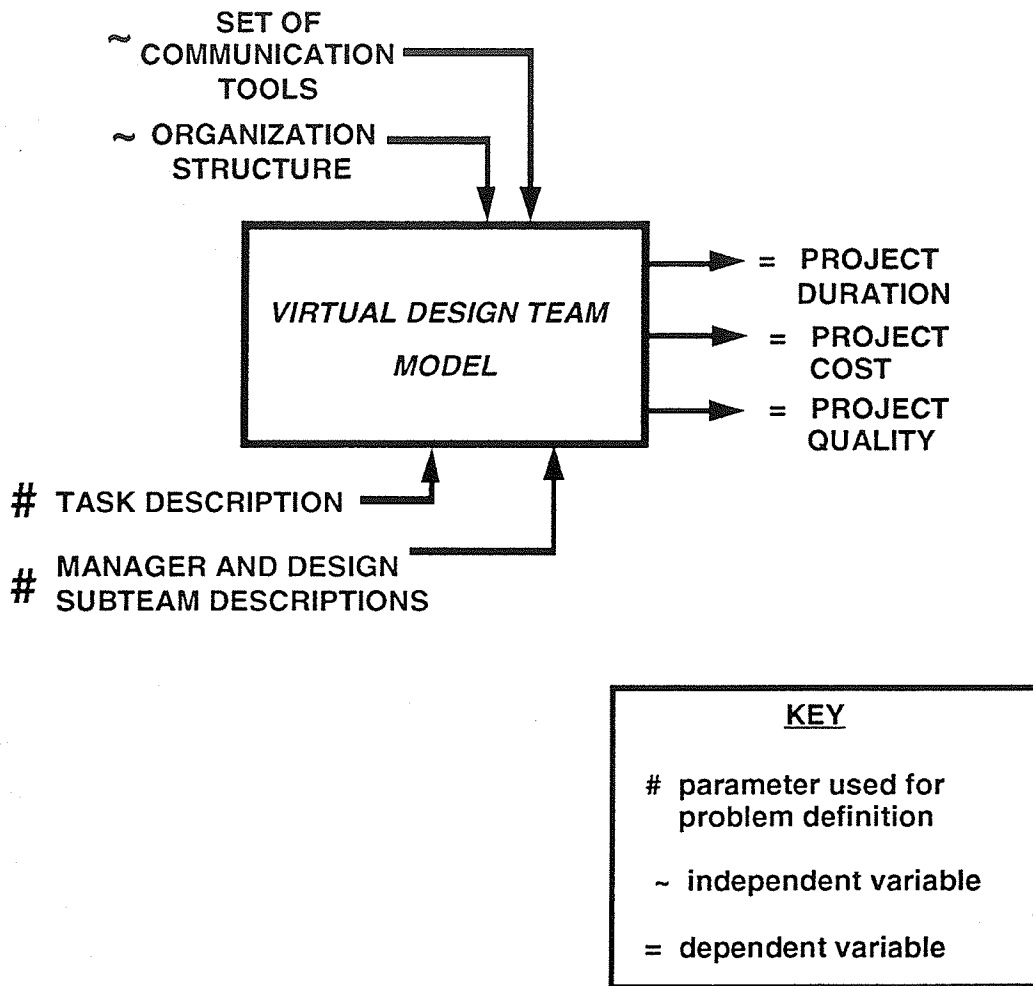 ~ SET OF
COMMUNICATION
TOOLS
~ ORGANIZATION
STRUCTURE
VIRTUAL DESIGN TEAM
MODEL
= PROJECT
DURATION
= PROJECT
COST
= PROJECT
QUALITY
# TASK DESCRIPTION
# MANAGER AND DESIGN
SUBTEAM DESCRIPTIONS
KEY
# parameter used for
problem definition
~ independent variable
= dependent variable